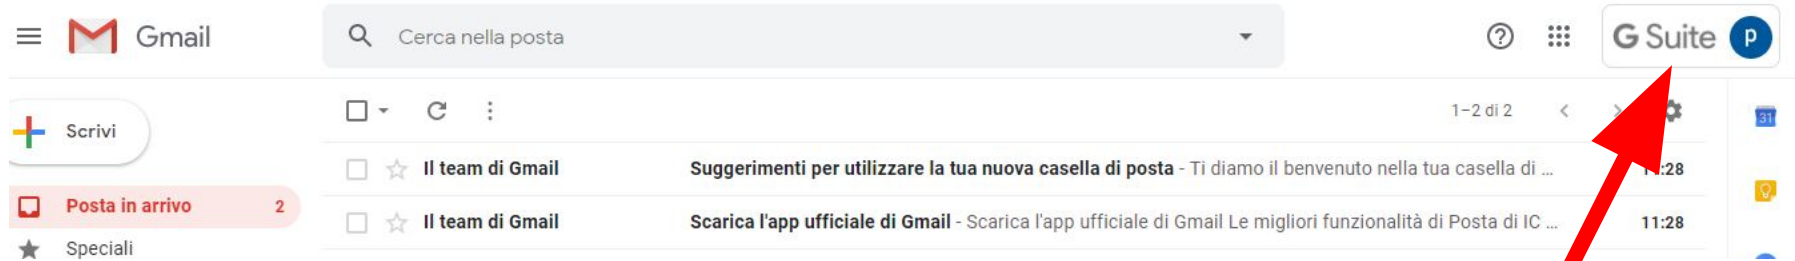 Gmail
Cerca nella posta
G Suite p
Scrivi
1–2 di 2
31
Il team di Gmail Suggerimenti per utilizzare la tua nuova casella di posta - Ti diamo il benvenuto nella tua casella di ...
Posta in arrivo 2
Il team di Gmail Scarica l'app ufficiale di Gmail - Scarica l'app ufficiale di Gmail Le migliori funzionalità di Posta di IC ... 11:28
Speciali